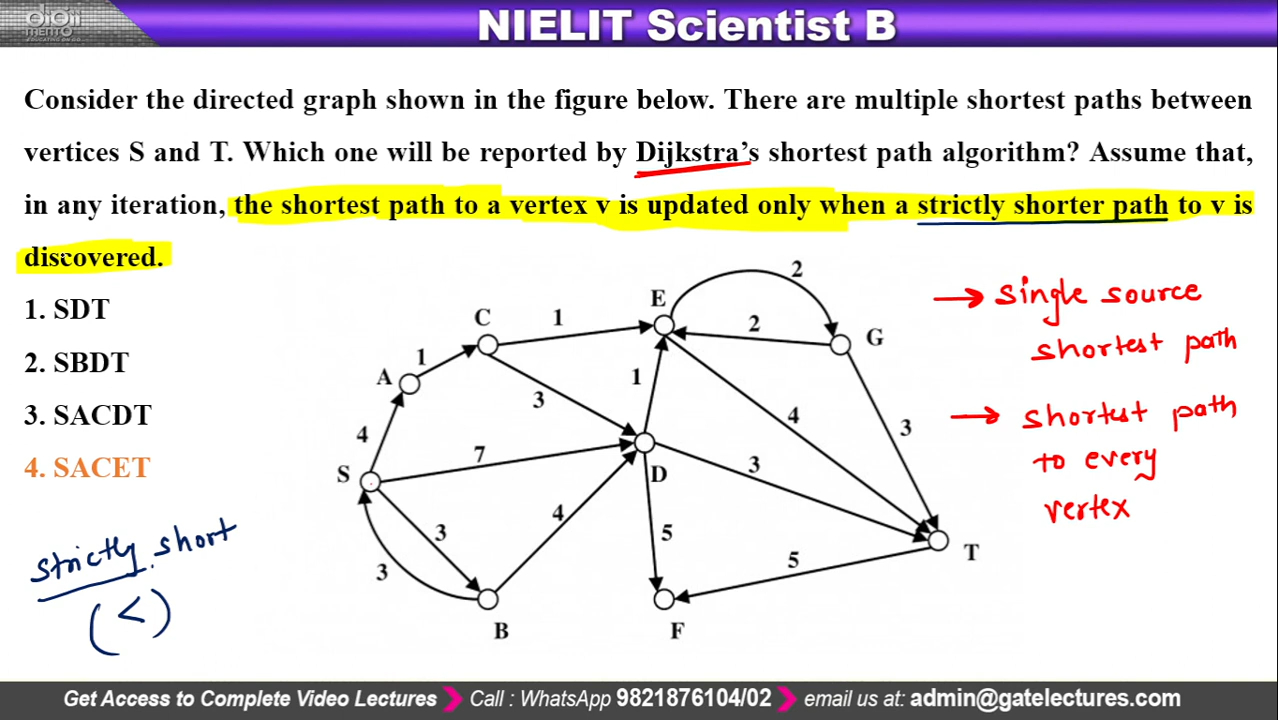 digii
MENTO
NIELIT Scientist B
Consider the directed graph shown in the figure below. There are multiple shortest paths between
vertices S and T. Which one will be reported by Dijkstra’s shortest path algorithm? Assume that,
in any iteration, the shortest path to a vertex v is updated only when a strictly shorter path to v is
discovered.
1. SDT
2. SBDT
3. SACDT
4. SACET
strictly short
(<)
2
E
C
1
2
G
1
A
1
3
4
3
4
7
S
D
3
4
5
3
T
5
3
B
F
→ single source
shortest path
→ shortest path
to every
vertex
Get Access to Complete Video Lectures
Call : WhatsApp 9821876104/02
email us at: admin@gatelectures.com